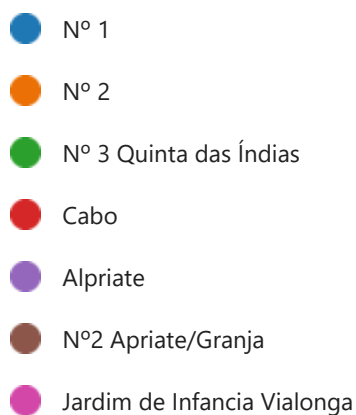 Nº 1
Nº 2
Nº 3 Quinta das Índias
Cabo
Alpriate
Nº2 Apriate/Granja
Jardim de Infancia Vialonga